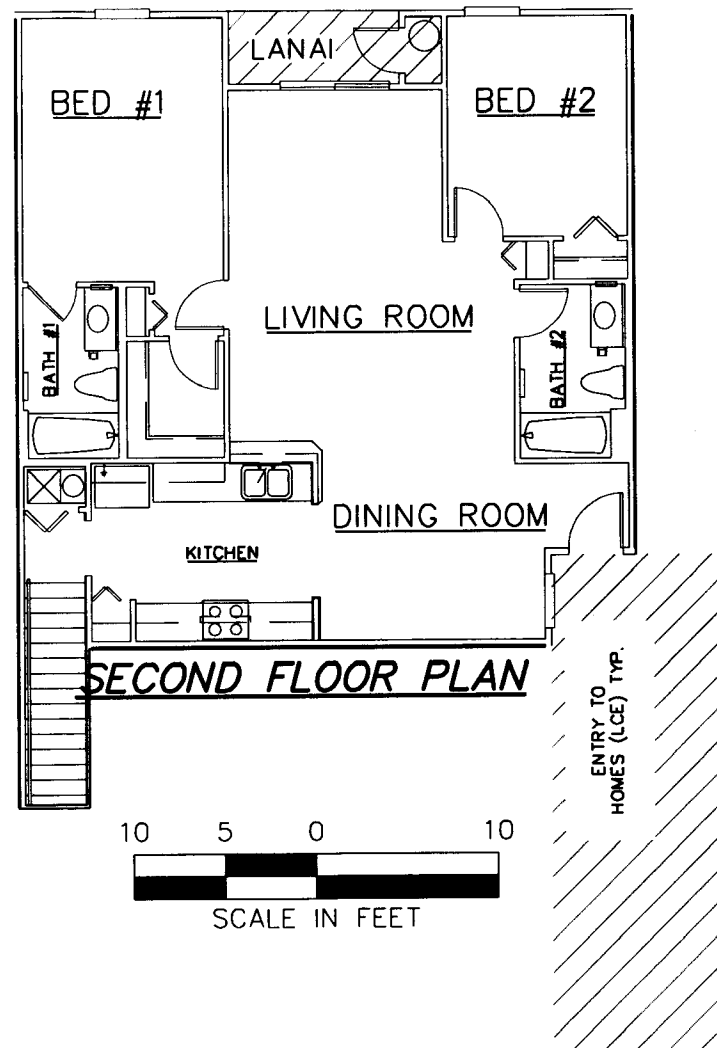 LANAI
BED #1
BED #2
LIVING ROOM
BATH #1
BATH #2
DINING ROOM
KITCHEN
SECOND FLOOR PLAN
ENTRY TO
HOMES (LCE) TYP.
10 5 0 10
SCALE IN FEET